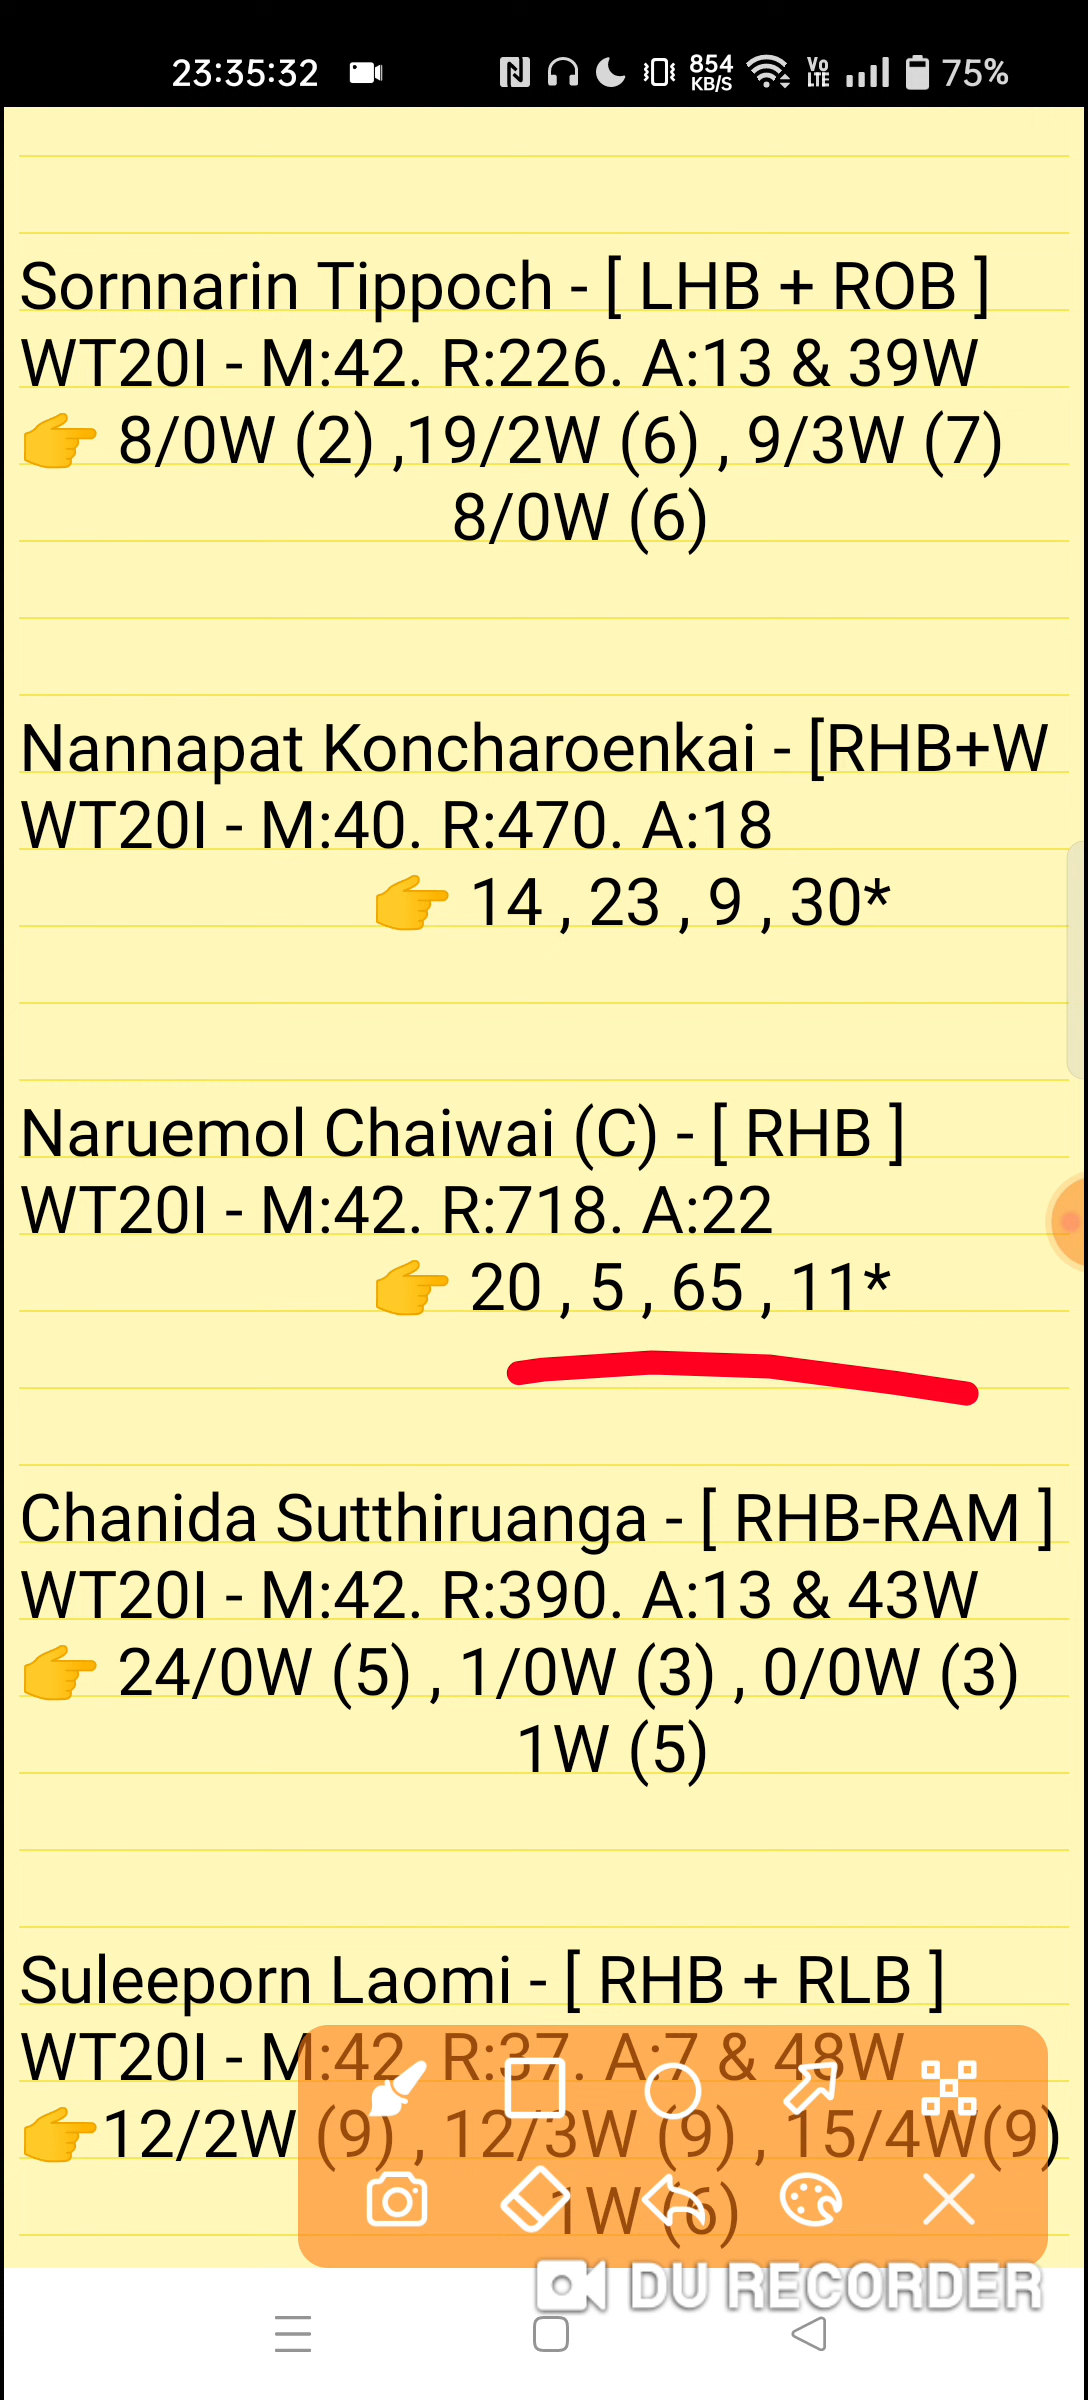 23:35:32 854 KB/S Vo LTE 75%
Sornnarin Tippoch - [ LHB + ROB ]
WT20I - M:42. R:226. A:13 & 39W
👉 8/0W (2) ,19/2W (6) , 9/3W (7)
8/0W (6)
Nannapat Koncharoenkai - [RHB+W
WT20I - M:40. R:470. A:18
👉 14 , 23 , 9 , 30*
Naruemol Chaiwai (C) - [ RHB ]
WT20I - M:42. R:718. A:22
👉 20 , 5 , 65 , 11*
Chanida Sutthiruanga - [ RHB-RAM ]
WT20I - M:42. R:390. A:13 & 43W
👉 24/0W (5) , 1/0W (3) , 0/0W (3)
1W (5)
Suleeporn Laomi - [ RHB + RLB ]
WT20I - M:42. R:37. A:7 & 48W
👉12/2W (9) , 12/3W (9) , 15/4W(9)
1W (6)
DU RECORDER